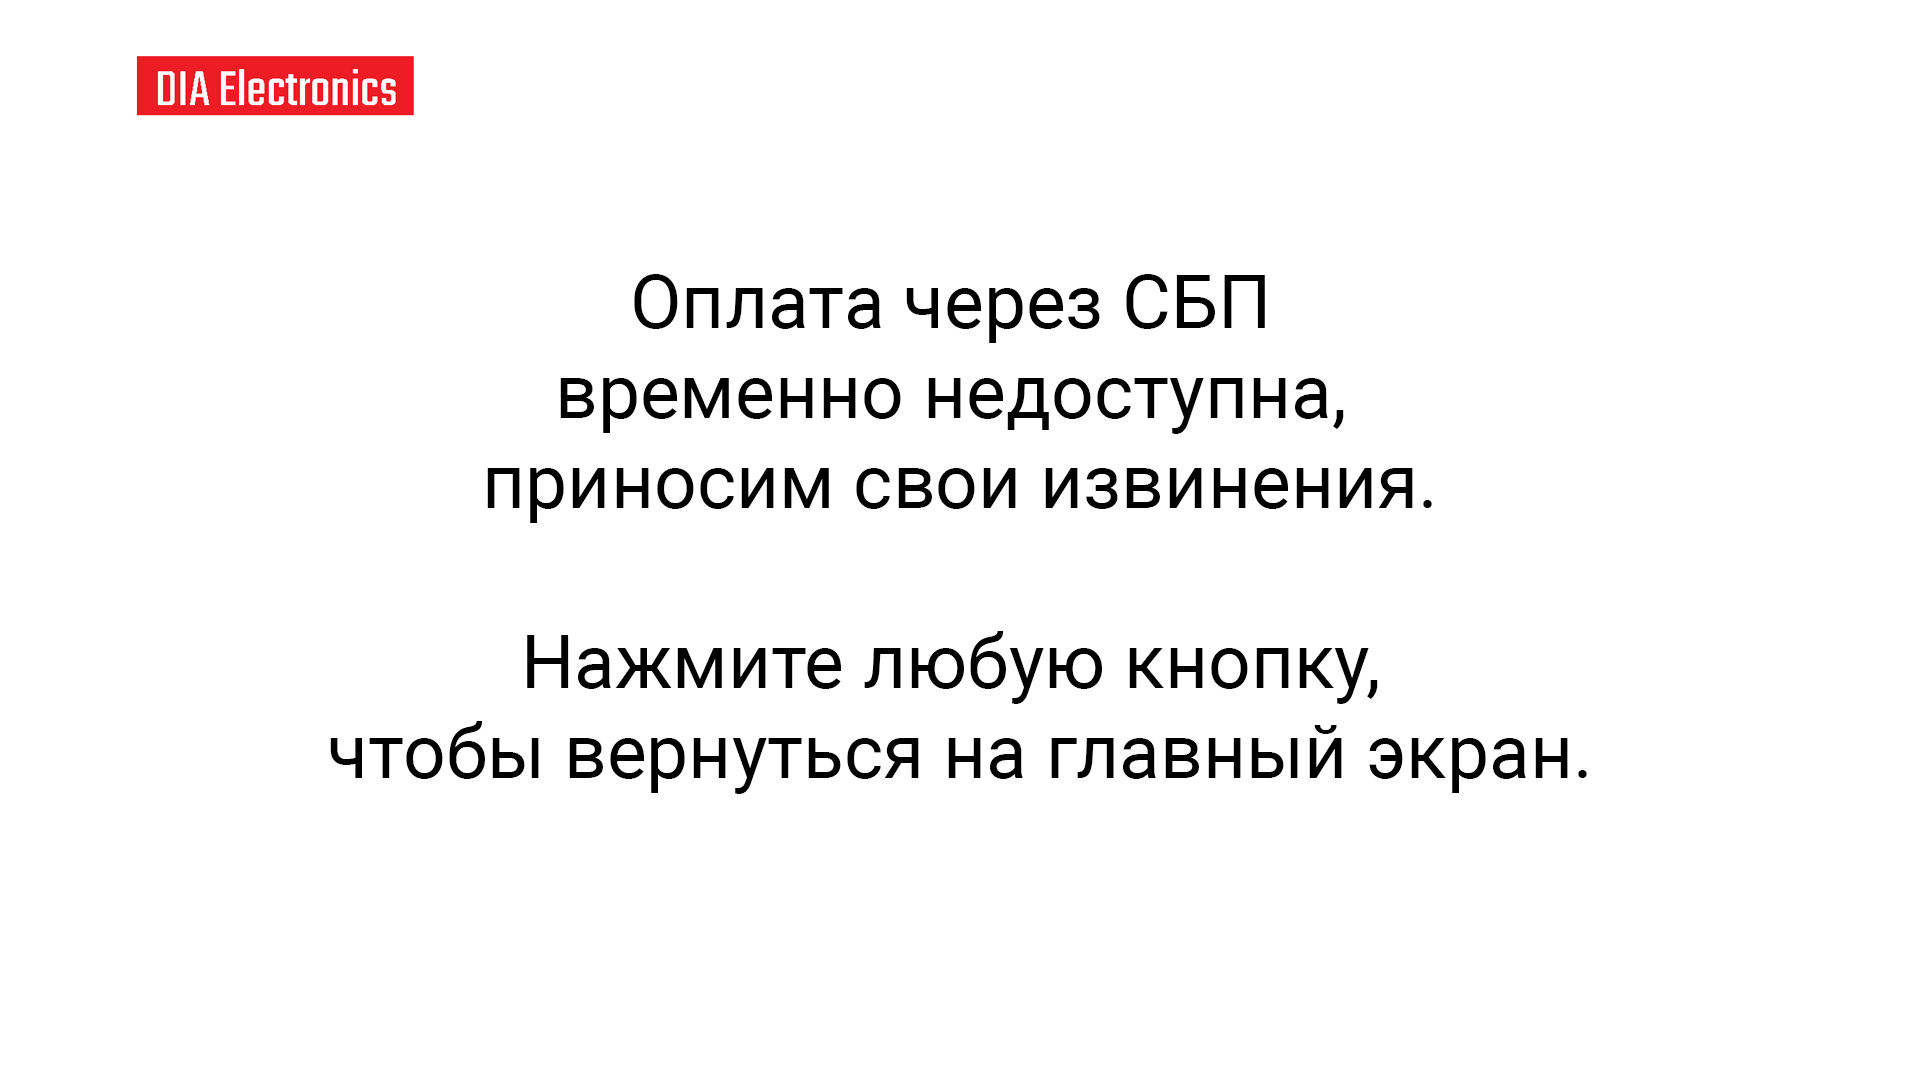 DIA Electronics
Оплата через СБП
временно недоступна,
приносим свои извинения.
Нажмите любую кнопку,
чтобы вернуться на главный экран.